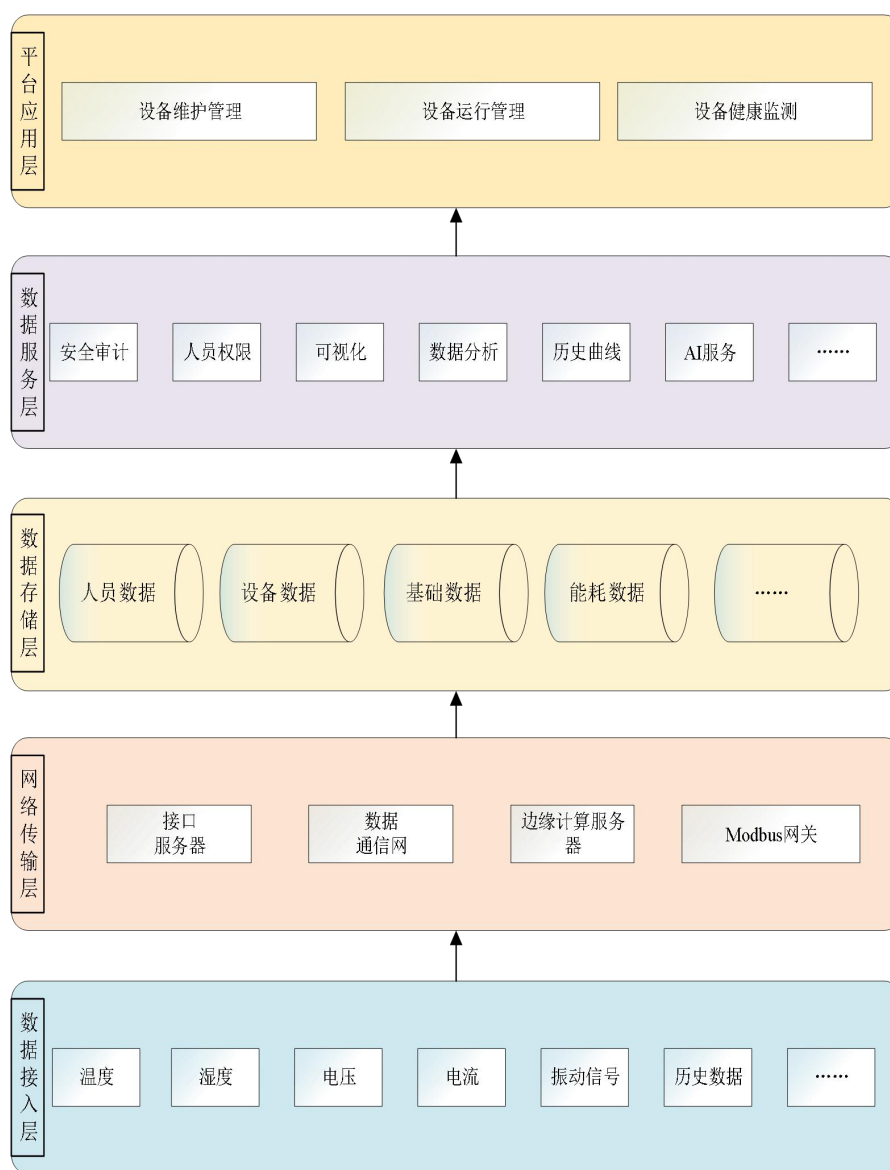 平台应用层
设备维护管理
设备运行管理
设备健康监测
数据服务层
安全审计
人员权限
可视化
数据分析
历史曲线
AI服务
……
数据存储层
人员数据
设备数据
基础数据
能耗数据
……
网络传输层
接口
服务器
数据
通信网
边缘计算服务
器
Modbus网关
数据接入层
温度
湿度
电压
电流
振动信号
历史数据
……